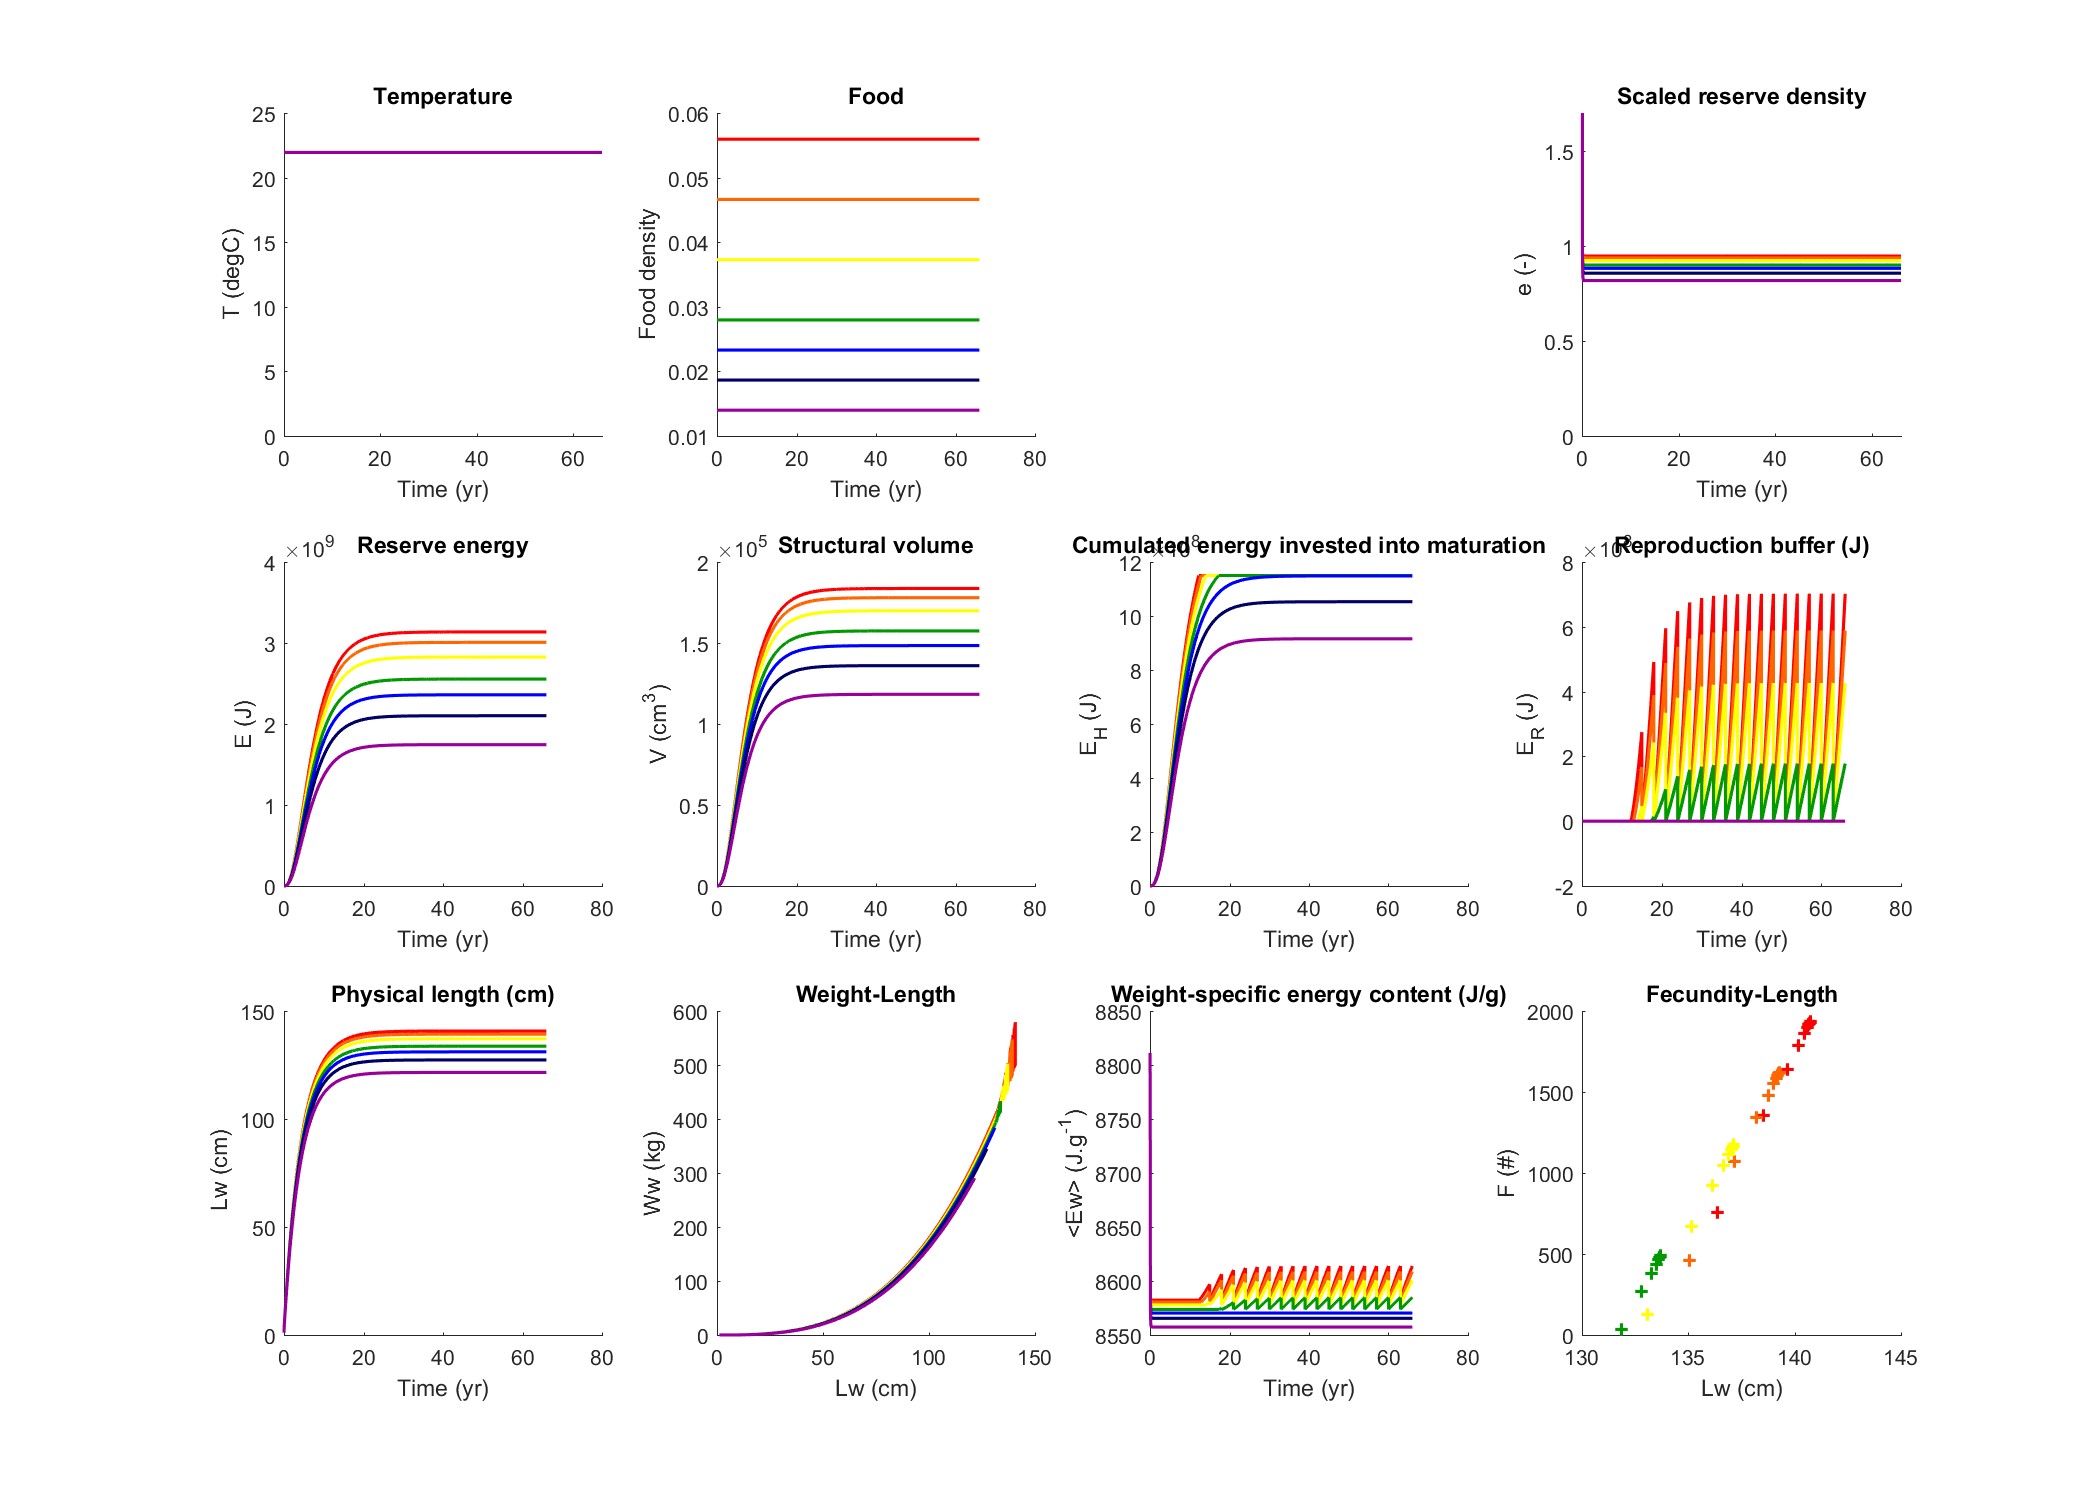 Temperature
Food
Scaled reserve density
25
20
15
10
5
0
T (degC)
0 20 40 60
Time (yr)
0.06
0.05
0.04
0.03
0.02
0.01
Food density
0 20 40 60 80
Time (yr)
1.5
1
0.5
0
e (-)
0 20 40 60
Time (yr)
Reserve energy
×10^9
4
3
2
1
0
E (J)
0 20 40 60 80
Time (yr)
Structural volume
×10^5
2
1.5
1
0.5
0
V (cm^3)
0 20 40 60 80
Time (yr)
Cumulated energy invested into maturation
×10^8
12
10
8
6
4
2
0
E_H (J)
0 20 40 60 80
Time (yr)
Reproduction buffer (J)
×10^8
8
6
4
2
0
-2
E_R (J)
0 20 40 60 80
Time (yr)
Physical length (cm)
150
100
50
0
Lw (cm)
0 20 40 60 80
Time (yr)
Weight-Length
600
500
400
300
200
100
0
Ww (kg)
0 50 100 150
Lw (cm)
Weight-specific energy content (J/g)
8850
8800
8750
8700
8650
8600
8550
<Ew> (J.g^-1)
0 20 40 60 80
Time (yr)
Fecundity-Length
2000
1500
1000
500
0
F (#)
130 135 140 145
Lw (cm)